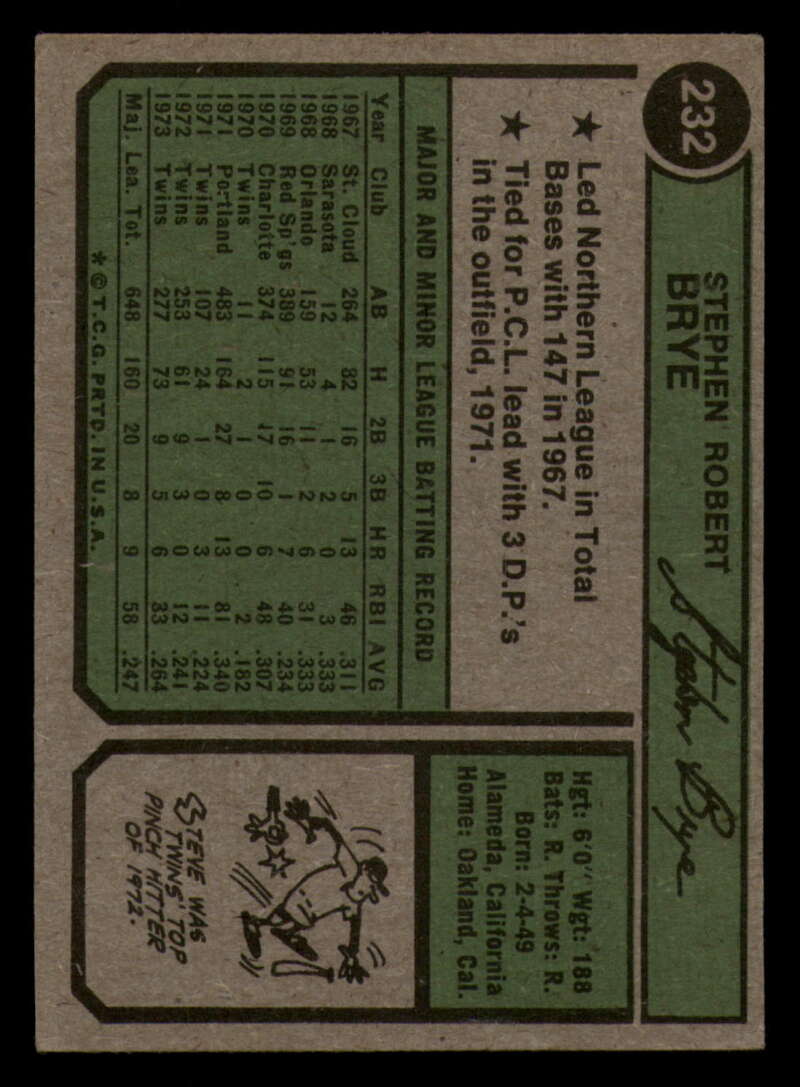 232
STEPHEN ROBERT
BRYE
Stephen Brye
★ Led Northern League in Total
Bases with 147 in 1967.
★ Tied for P.C.L. lead with 3 D.P.'s
in the outfield, 1971.
MAJOR AND MINOR LEAGUE BATTING RECORD
Year Club AB H 2B 3B HR RBI AVG
1967 St. Cloud 264 82 16 5 13 46 .311
1968 Sarasota 12 4 1 2 0 3 .333
1968 Orlando 159 53 11 2 6 31 .333
1969 Red Sp'gs 389 91 16 1 7 40 .234
1970 Charlotte 374 115 17 10 6 48 .307
1970 Twins 11 2 1 0 0 2 .182
1971 Portland 483 164 27 8 13 81 .340
1971 Twins 107 24 1 0 3 11 .224
1972 Twins 253 61 9 3 0 12 .241
1973 Twins 277 73 9 5 6 33 .264
Maj. Lea. Tot. 648 160 20 8 9 58 .247
* © T.C.G. PRTD. IN U.S.A.
Hgt: 6'0" Wgt: 188
Bats: R. Throws: R.
Born: 2-4-49
Alameda, California
Home: Oakland, Cal.
STEVE WAS
TWINS' TOP
PINCH HITTER
OF 1972.